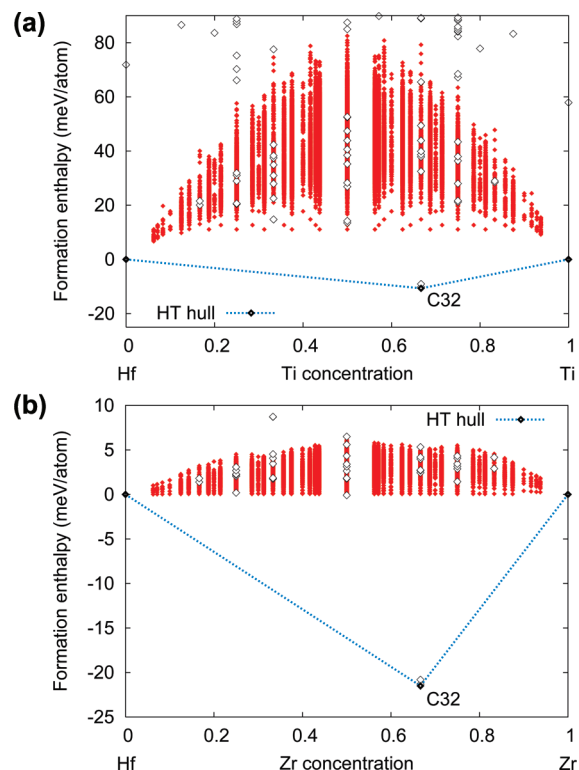 (a)
Formation enthalpy (meV/atom)
80
60
40
20
0
-20
C32
HT hull
0 0.2 0.4 0.6 0.8 1
Hf Ti concentration Ti
(b)
Formation enthalpy (meV/atom)
10
5
0
-5
-10
-15
-20
-25
HT hull
C32
0 0.2 0.4 0.6 0.8 1
Hf Zr concentration Zr